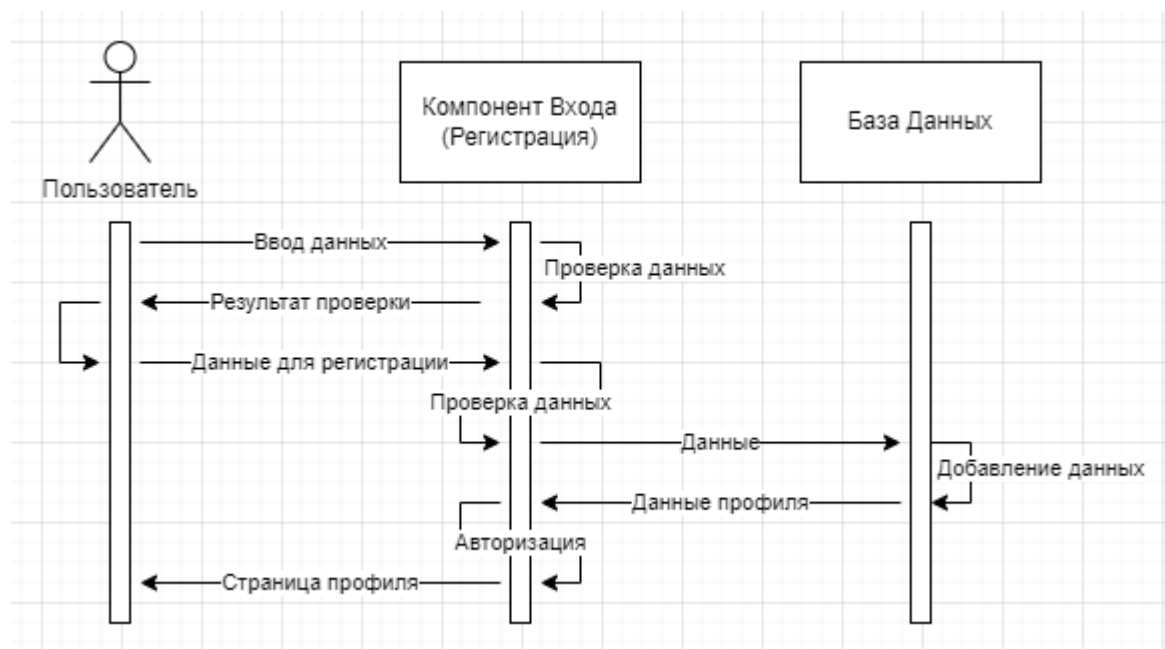 Компонент Входа
(Регистрация)
База Данных
Пользователь
Ввод данных
Проверка данных
Результат проверки
Данные для регистрации
Проверка данных
Данные
Добавление данных
Данные профиля
Авторизация
Страница профиля